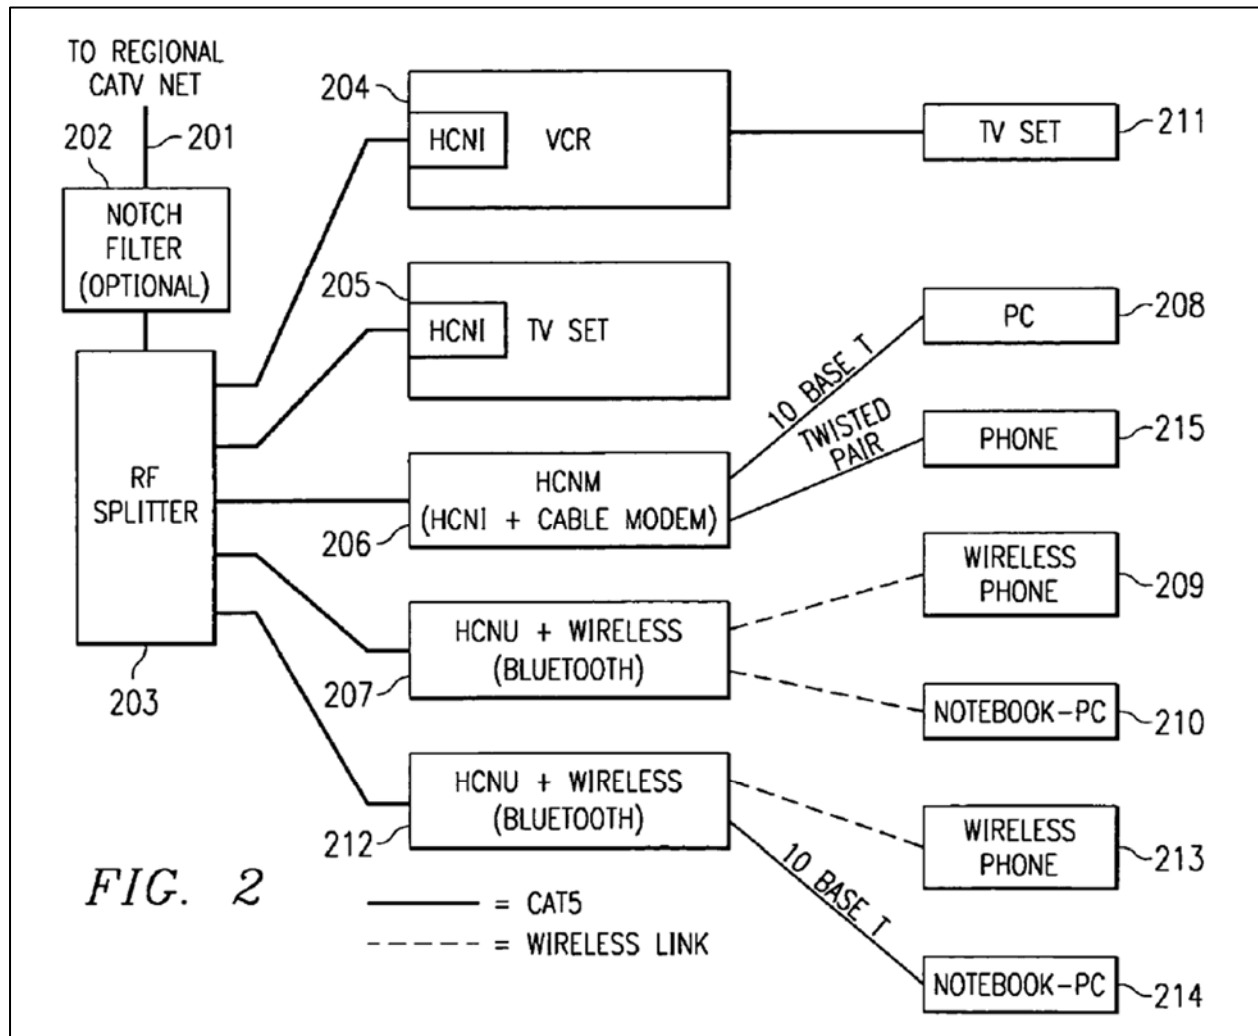 TO REGIONAL
CATV NET
202
201
NOTCH
FILTER
(OPTIONAL)
RF
SPLITTER
203
204
HCNI
VCR
TV SET
211
205
HCNI
TV SET
10 BASE T
PC
208
TWISTED
PAIR
PHONE
215
HCNM
(HCNI + CABLE MODEM)
206
WIRELESS
PHONE
209
HCNU + WIRELESS
(BLUETOOTH)
207
NOTEBOOK-PC
210
HCNU + WIRELESS
(BLUETOOTH)
212
WIRELESS
PHONE
213
10 BASE T
NOTEBOOK-PC
214
FIG. 2
= CAT5
= WIRELESS LINK